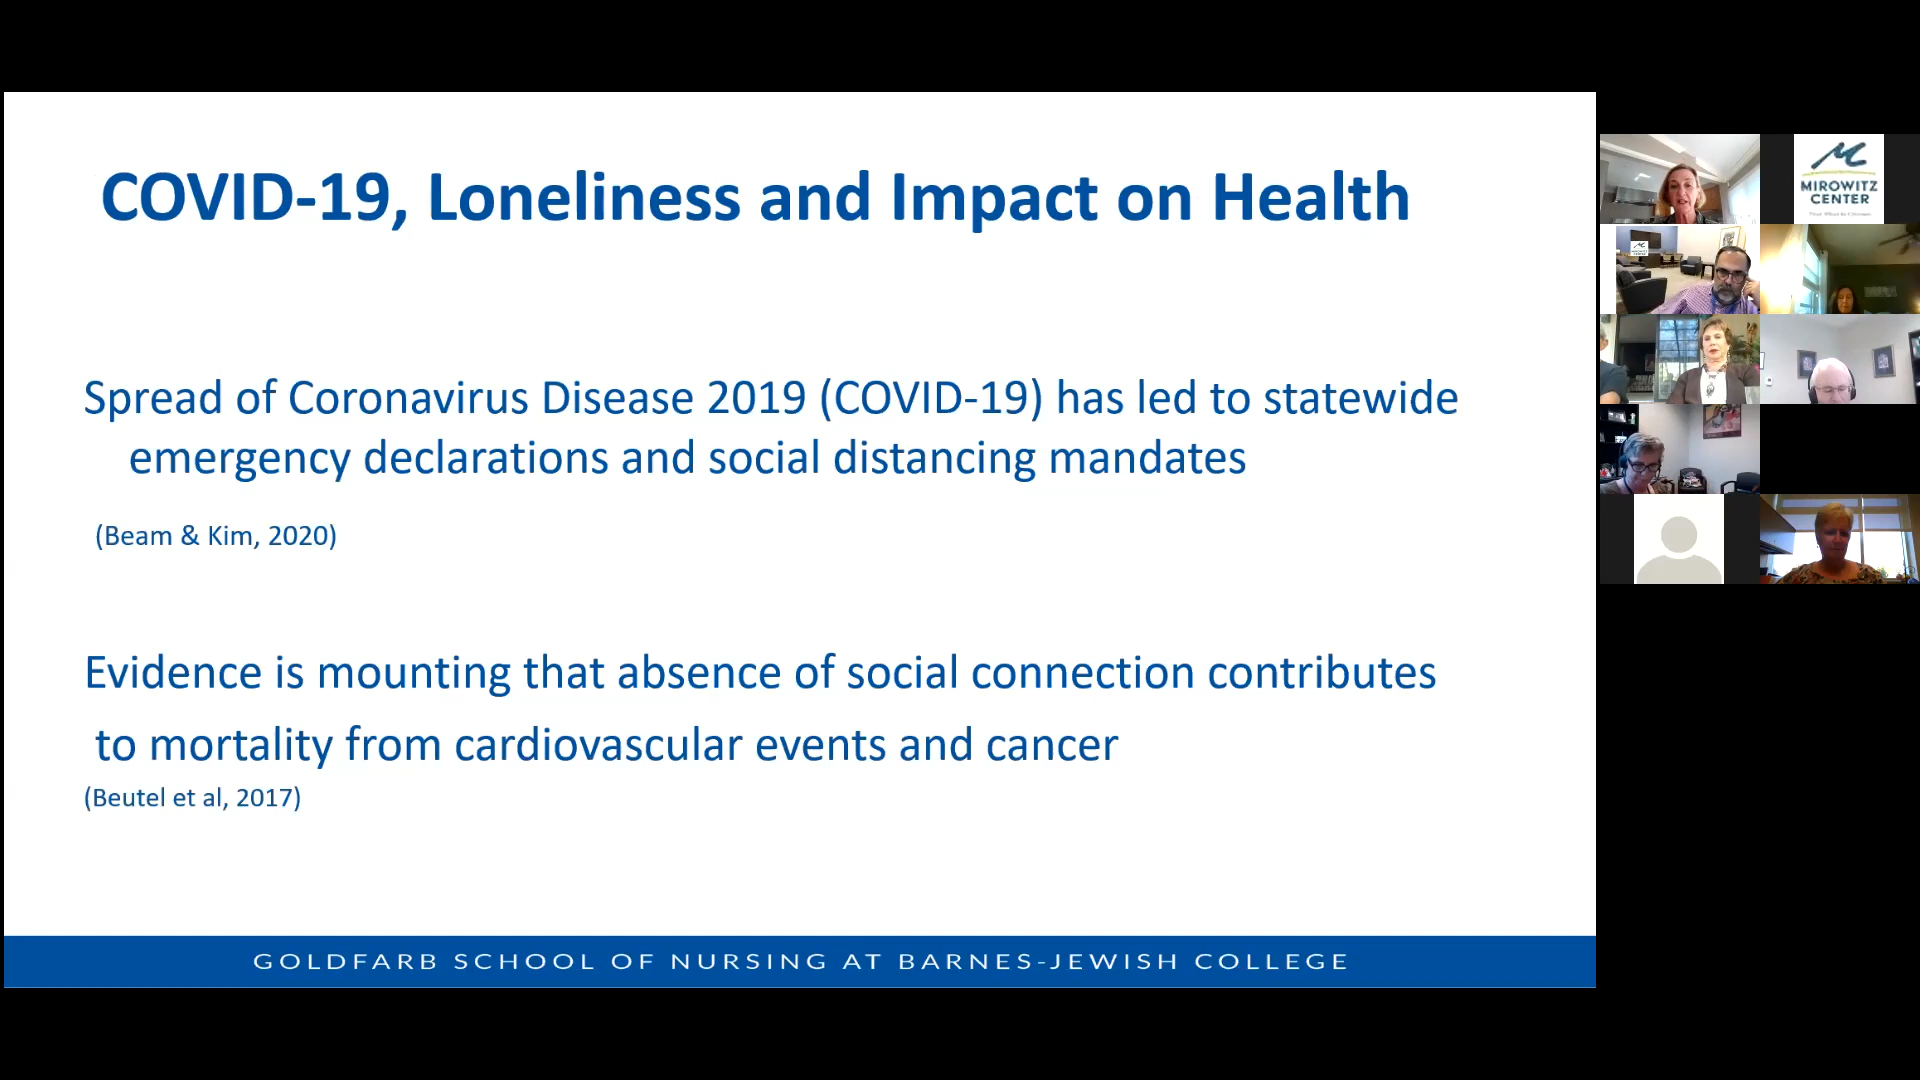 COVID-19, Loneliness and Impact on Health
Spread of Coronavirus Disease 2019 (COVID-19) has led to statewide
emergency declarations and social distancing mandates
(Beam & Kim, 2020)
Evidence is mounting that absence of social connection contributes
to mortality from cardiovascular events and cancer
(Beutel et al, 2017)
GOLDFARB SCHOOL OF NURSING AT BARNES-JEWISH COLLEGE
MIROWITZ
CENTER